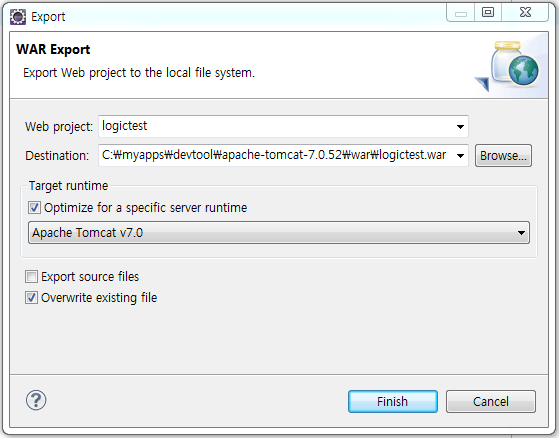 Export
WAR Export
Export Web project to the local file system.
Web project: logictest
Destination: C:₩myapps₩devtool₩apache-tomcat-7.0.52₩war₩logictest.war Browse...
Target runtime
Optimize for a specific server runtime
Apache Tomcat v7.0
Export source files
Overwrite existing file
? Finish Cancel